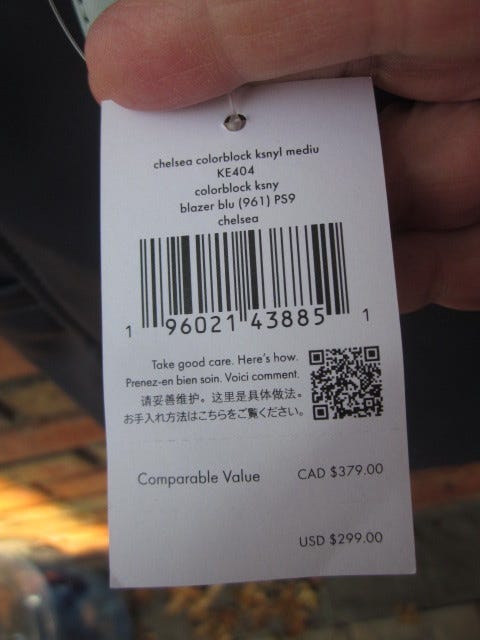 chelsea colorblock ksnyl mediu
KE404
colorblock ksny
blazer blu (961) PS9
chelsea
1 96021 43885 1
Take good care. Here's how.
Prenez-en bien soin. Voici comment.
请妥善维护。这里是具体做法。
お手入れ方法はこちらをご覧ください。
Comparable Value CAD $379.00
USD $299.00